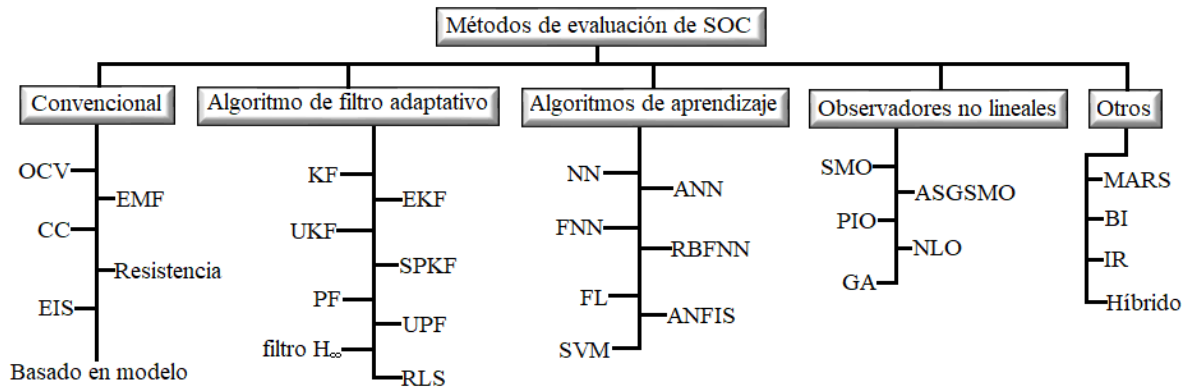 Métodos de evaluación de SOC
Convencional
OCV
EMF
CC
Resistencia
EIS
Basado en modelo
Algoritmo de filtro adaptativo
KF
EKF
UKF
SPKF
PF
UPF
filtro H∞
RLS
Algoritmos de aprendizaje
NN
ANN
FNN
RBFNN
FL
ANFIS
SVM
Observadores no lineales
SMO
ASGSMO
PIO
NLO
GA
Otros
MARS
BI
IR
Híbrido